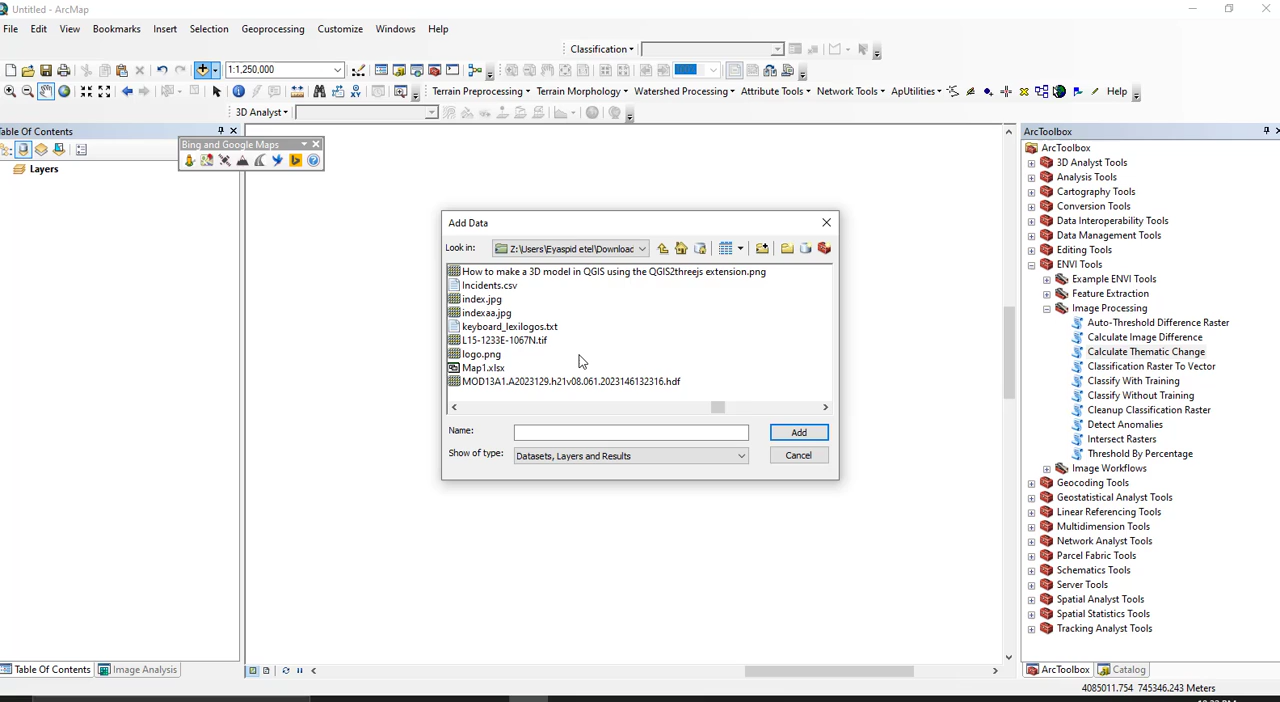 Untitled - ArcMap
File Edit View Bookmarks Insert Selection Geoprocessing Customize Windows Help
Classification
1:1,250,000
Terrain Preprocessing Terrain Morphology Watershed Processing Attribute Tools Network Tools ApUtilities Help
3D Analyst
Table Of Contents
Bing and Google Maps
Layers
Add Data
Look in: Z:\Users\Eyaspid etel\Downloac
How to make a 3D model in QGIS using the QGIS2threejs extension.png
Incidents.csv
index.jpg
indexaa.jpg
keyboard_lexilogos.txt
L15-1233E-1067N.tif
logo.png
Map1.xlsx
MOD13A1.A2023129.h21v08.061.2023146132316.hdf
Name: Add
Show of type: Datasets, Layers and Results Cancel
ArcToolbox
ArcToolbox
3D Analyst Tools
Analysis Tools
Cartography Tools
Conversion Tools
Data Interoperability Tools
Data Management Tools
Editing Tools
ENVI Tools
Example ENVI Tools
Feature Extraction
Image Processing
Auto-Threshold Difference Raster
Calculate Image Difference
Calculate Thematic Change
Classification Raster To Vector
Classify With Training
Classify Without Training
Cleanup Classification Raster
Detect Anomalies
Intersect Rasters
Threshold By Percentage
Image Workflows
Geocoding Tools
Geostatistical Analyst Tools
Linear Referencing Tools
Multidimension Tools
Network Analyst Tools
Parcel Fabric Tools
Schematics Tools
Server Tools
Spatial Analyst Tools
Spatial Statistics Tools
Tracking Analyst Tools
Table Of Contents Image Analysis
ArcToolbox Catalog
4085011.754 745346.243 Meters